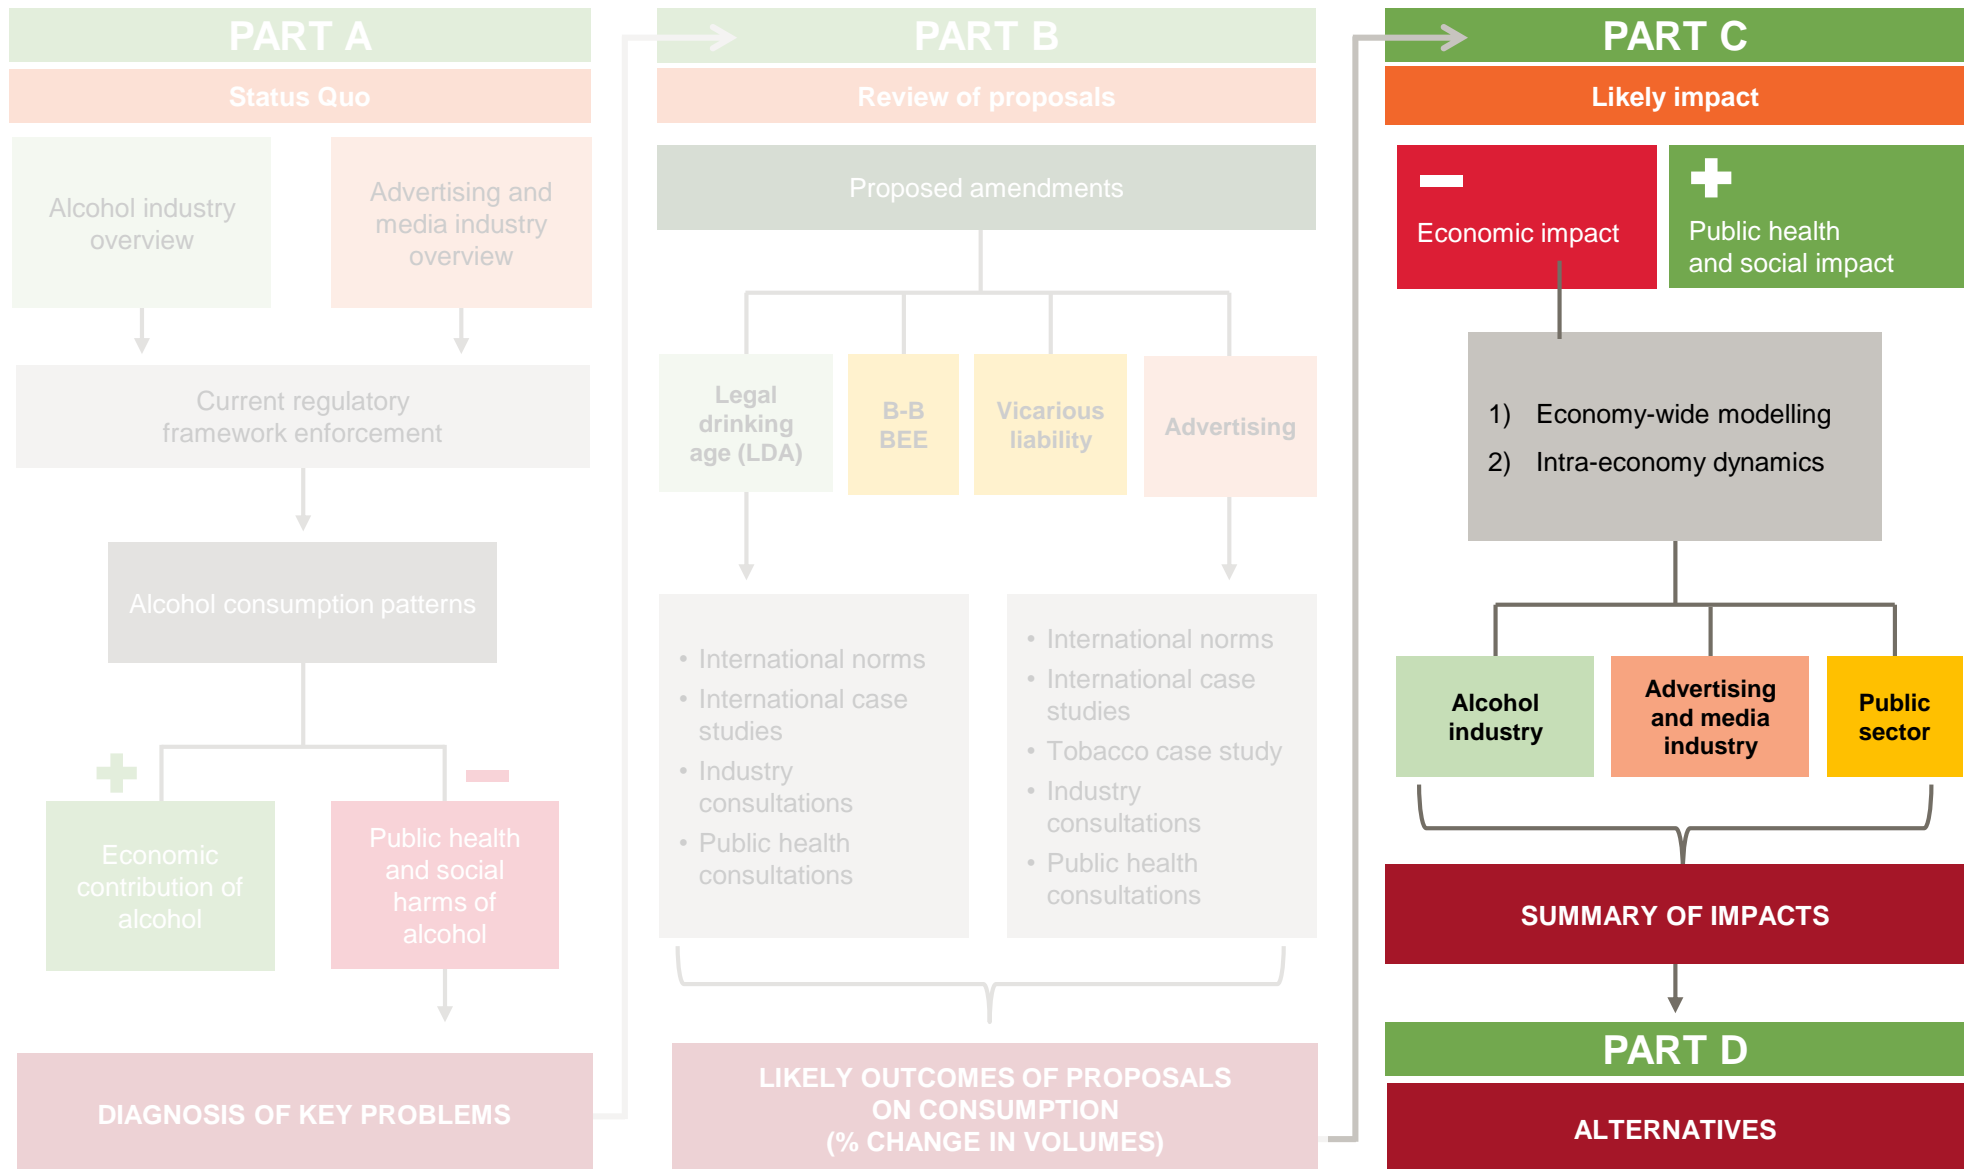 PART A
Status Quo
Alcohol industry
overview
Advertising and
media industry
overview
Current regulatory
framework enforcement
Alcohol consumption patterns
Economic
contribution of
alcohol
Public health
and social
harms of
alcohol
DIAGNOSIS OF KEY PROBLEMS
PART B
Review of proposals
Proposed amendments
Legal
drinking
age (LDA)
B-B
BEE
Vicarious
liability
Advertising
• International norms
• International case
studies
• Industry
consultations
• Public health
consultations
• International norms
• International case
studies
• Tobacco case study
• Industry
consultations
• Public health
consultations
LIKELY OUTCOMES OF PROPOSALS
ON CONSUMPTION
(% CHANGE IN VOLUMES)
PART C
Likely impact
Economic impact
Public health
and social impact
1) Economy-wide modelling
2) Intra-economy dynamics
Alcohol
industry
Advertising
and media
industry
Public
sector
SUMMARY OF IMPACTS
PART D
ALTERNATIVES